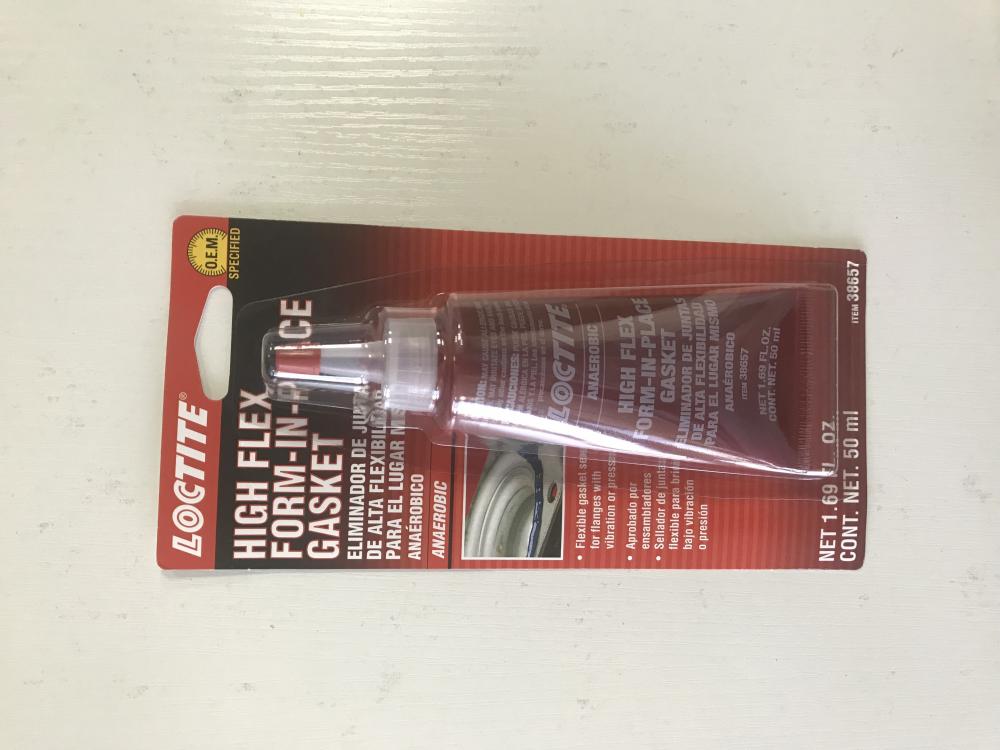 O.E.M.
SPECIFIED
LOCTITE®
HIGH FLEX
FORM-IN-PLACE
GASKET
ELIMINADOR DE JUNTAS
DE ALTA FLEXIBILIDAD
PARA EL LUGAR MISMO
ANAERÓBICO
ANAEROBIC
• Flexible gasket
for flanges with
vibration or pressure
• Aprobado por
ensambladores
• Sellador de juntas
flexible para
bajo vibración
o presión
NET 1.69 FL. OZ.
CONT. NET. 50 ml
ITEM 38657
LOCTITE
ANAEROBIC
HIGH FLEX
FORM-IN-PLACE
GASKET
ELIMINADOR DE JUNTAS
DE ALTA FLEXIBILIDAD
PARA EL LUGAR MISMO
ANAERÓBICO
ITEM 38657
NET 1.69 FL. OZ.
CONT. NET. 50 ml